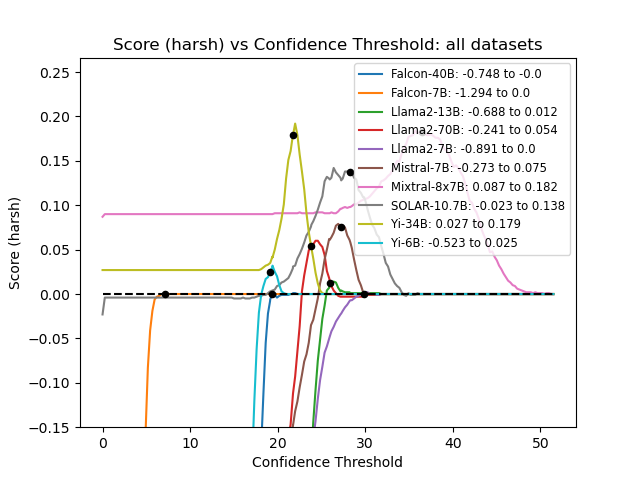 Score (harsh) vs Confidence Threshold: all datasets
Score (harsh)
0.25
0.20
0.15
0.10
0.05
0.00
−0.05
−0.10
−0.15
0
10
20
30
40
50
Confidence Threshold
Falcon-40B: -0.748 to -0.0
Falcon-7B: -1.294 to 0.0
Llama2-13B: -0.688 to 0.012
Llama2-70B: -0.241 to 0.054
Llama2-7B: -0.891 to 0.0
Mistral-7B: -0.273 to 0.075
Mixtral-8x7B: 0.087 to 0.182
SOLAR-10.7B: -0.023 to 0.138
Yi-34B: 0.027 to 0.179
Yi-6B: -0.523 to 0.025